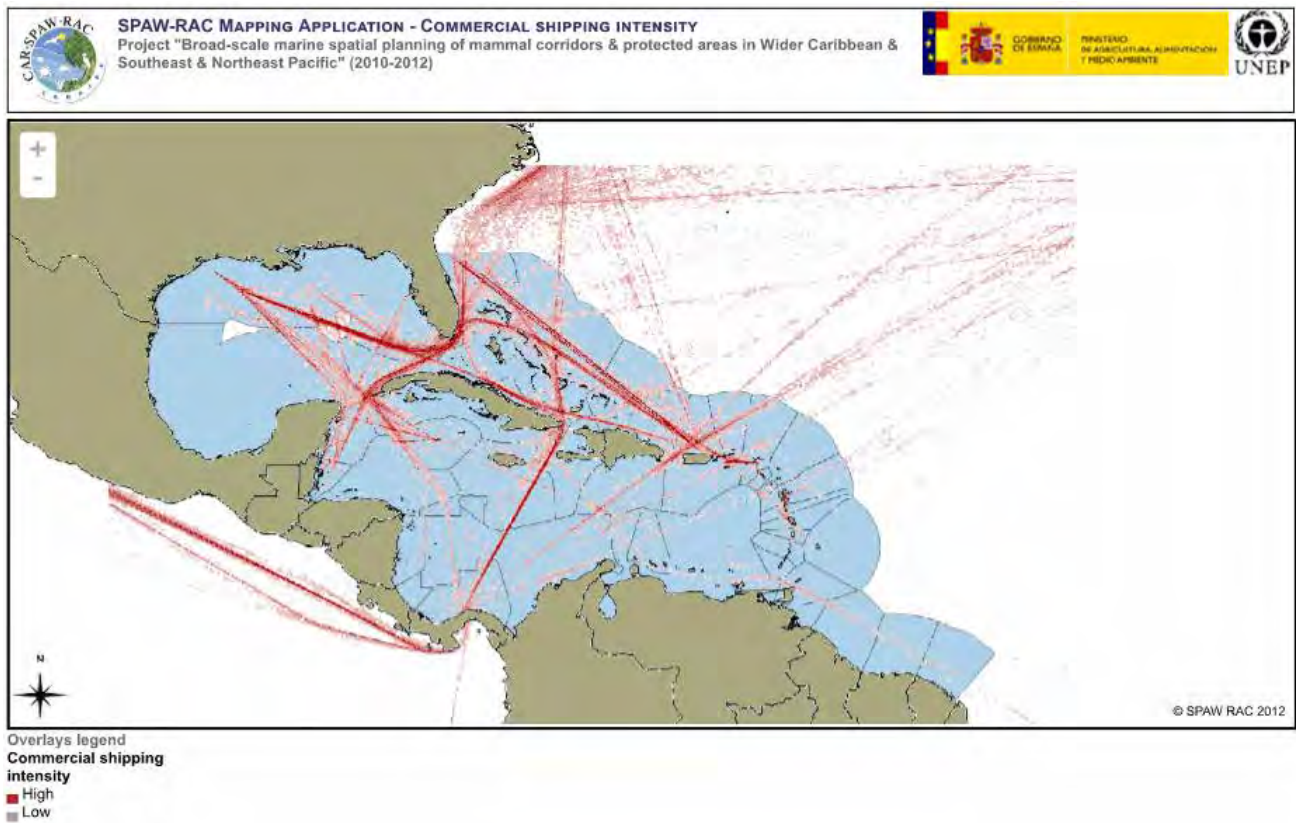 CAR-SPAW-RAC
SPAW-RAC MAPPING APPLICATION - COMMERCIAL SHIPPING INTENSITY
Project "Broad-scale marine spatial planning of mammal corridors & protected areas in Wider Caribbean &
Southeast & Northeast Pacific" (2010-2012)
GOBIERNO
DE ESPAÑA
MINISTERIO
DE AGRICULTURA, ALIMENTACIÓN
Y MEDIO AMBIENTE
UNEP
+
-
N
© SPAW RAC 2012
Overlays legend
Commercial shipping
intensity
High
Low